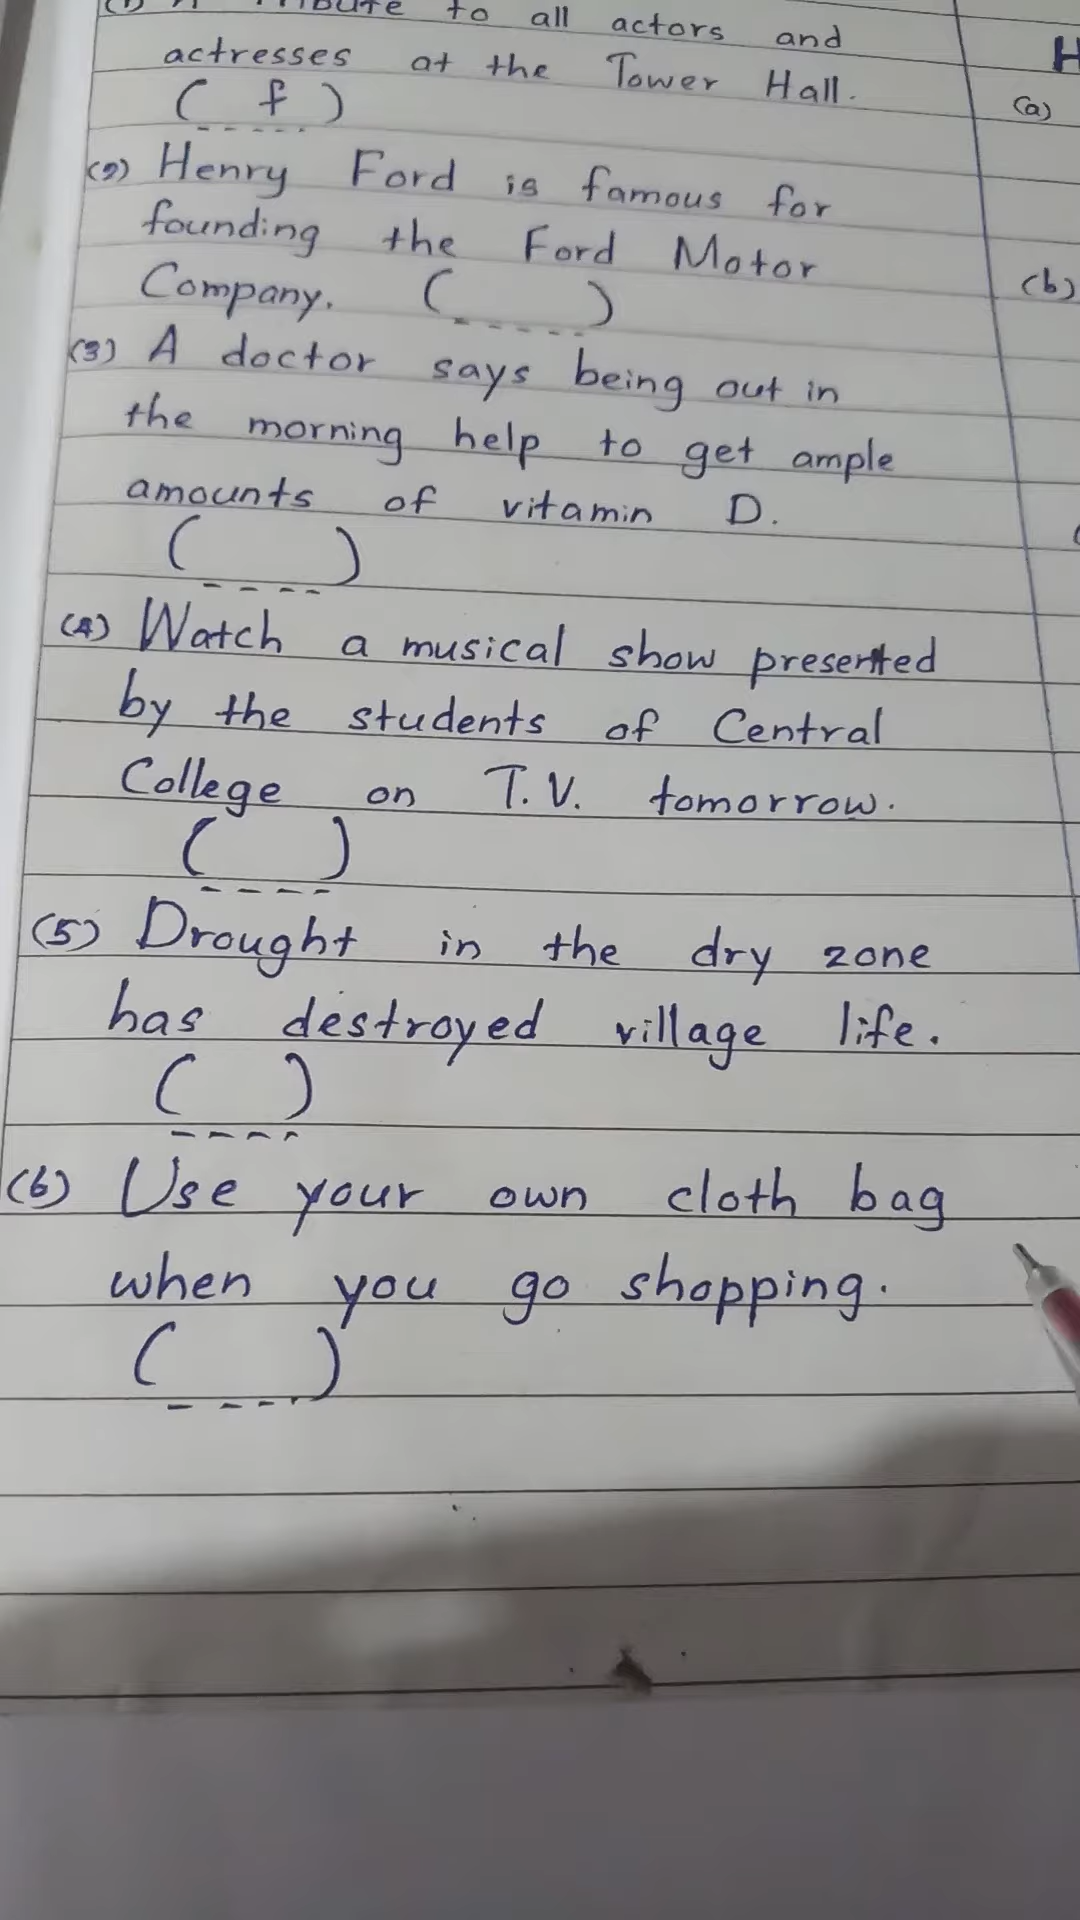 (1) A Tribute to all actors and
actresses at the Tower Hall.
( f )
(2) Henry Ford is famous for
founding the Ford Motor
Company. ( )
(3) A doctor says being out in
the morning help to get ample
amounts of vitamin D.
( )
(4) Watch a musical show presented
by the students of Central
College on T.V. tomorrow.
( )
(5) Drought in the dry zone
has destroyed village life.
( )
(6) Use your own cloth bag
when you go shopping.
( )
H
(a)
(b)